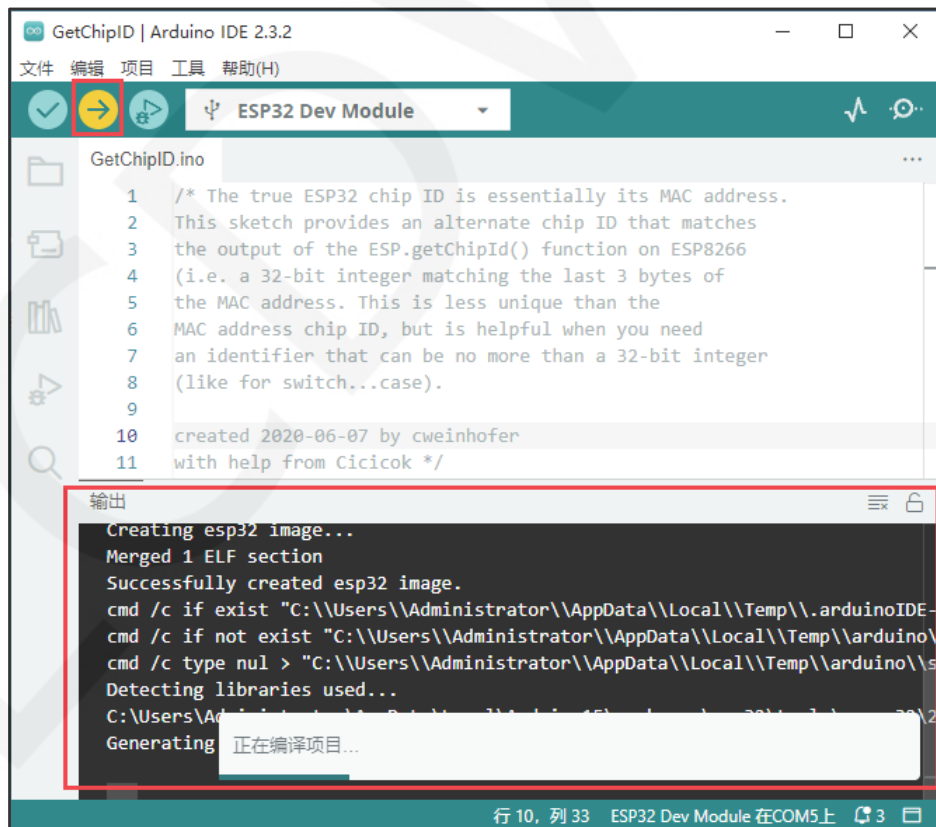 GetChipID | Arduino IDE 2.3.2
文件 编辑 项目 工具 帮助(H)
ESP32 Dev Module
GetChipID.ino
1 /* The true ESP32 chip ID is essentially its MAC address.
2 This sketch provides an alternate chip ID that matches
3 the output of the ESP.getChipId() function on ESP8266
4 (i.e. a 32-bit integer matching the last 3 bytes of
5 the MAC address. This is less unique than the
6 MAC address chip ID, but is helpful when you need
7 an identifier that can be no more than a 32-bit integer
8 (like for switch...case).
9
10 created 2020-06-07 by cweinhofer
11 with help from Cicicok */
输出
Creating esp32 image...
Merged 1 ELF section
Successfully created esp32 image.
cmd /c if exist "C:\\Users\\Administrator\\AppData\\Local\\Temp\\.arduinoIDE-
cmd /c if not exist "C:\\Users\\Administrator\\AppData\\Local\\Temp\\arduino\
cmd /c type nul > "C:\\Users\\Administrator\\AppData\\Local\\Temp\\arduino\\s
Detecting libraries used...
C:\Users\Ad
Generating
正在编译项目...
行 10，列 33 ESP32 Dev Module 在COM5上 3